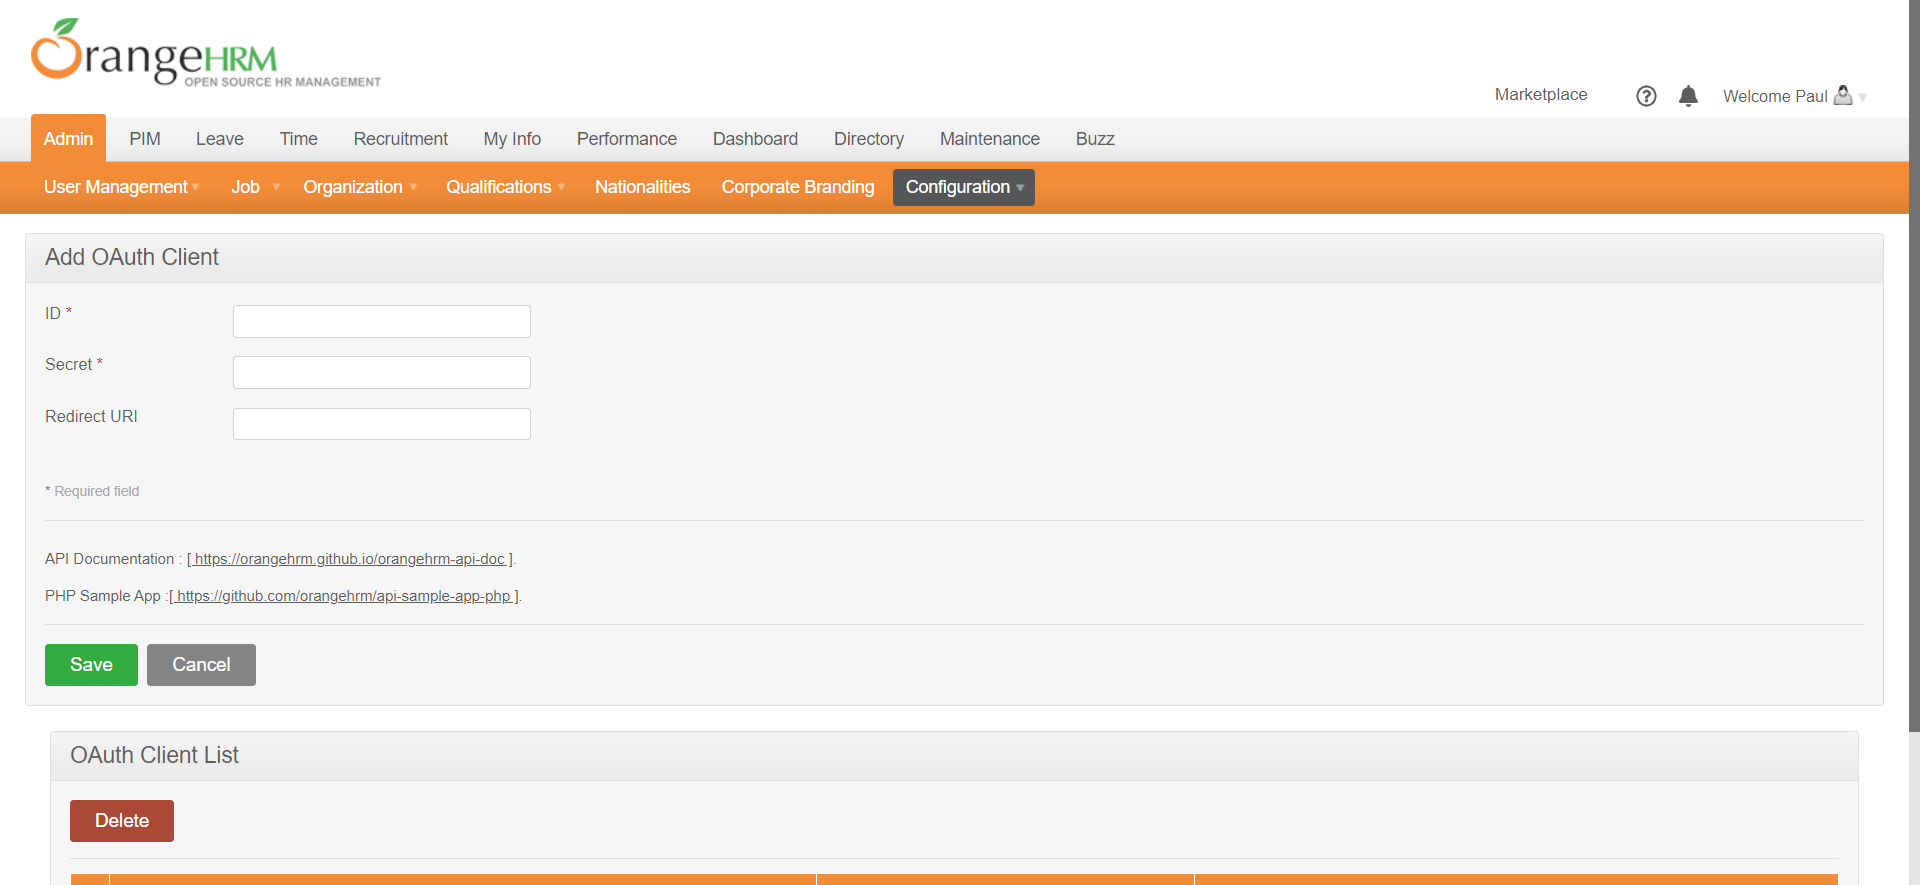 OrangeHRM
OPEN SOURCE HR MANAGEMENT
Marketplace
Welcome Paul
Admin PIM Leave Time Recruitment My Info Performance Dashboard Directory Maintenance Buzz
User Management Job Organization Qualifications Nationalities Corporate Branding Configuration
Add OAuth Client
ID *
Secret *
Redirect URI
* Required field
API Documentation : [ https://orangehrm.github.io/orangehrm-api-doc ].
PHP Sample App :[ https://github.com/orangehrm/api-sample-app-php ].
Save Cancel
OAuth Client List
Delete